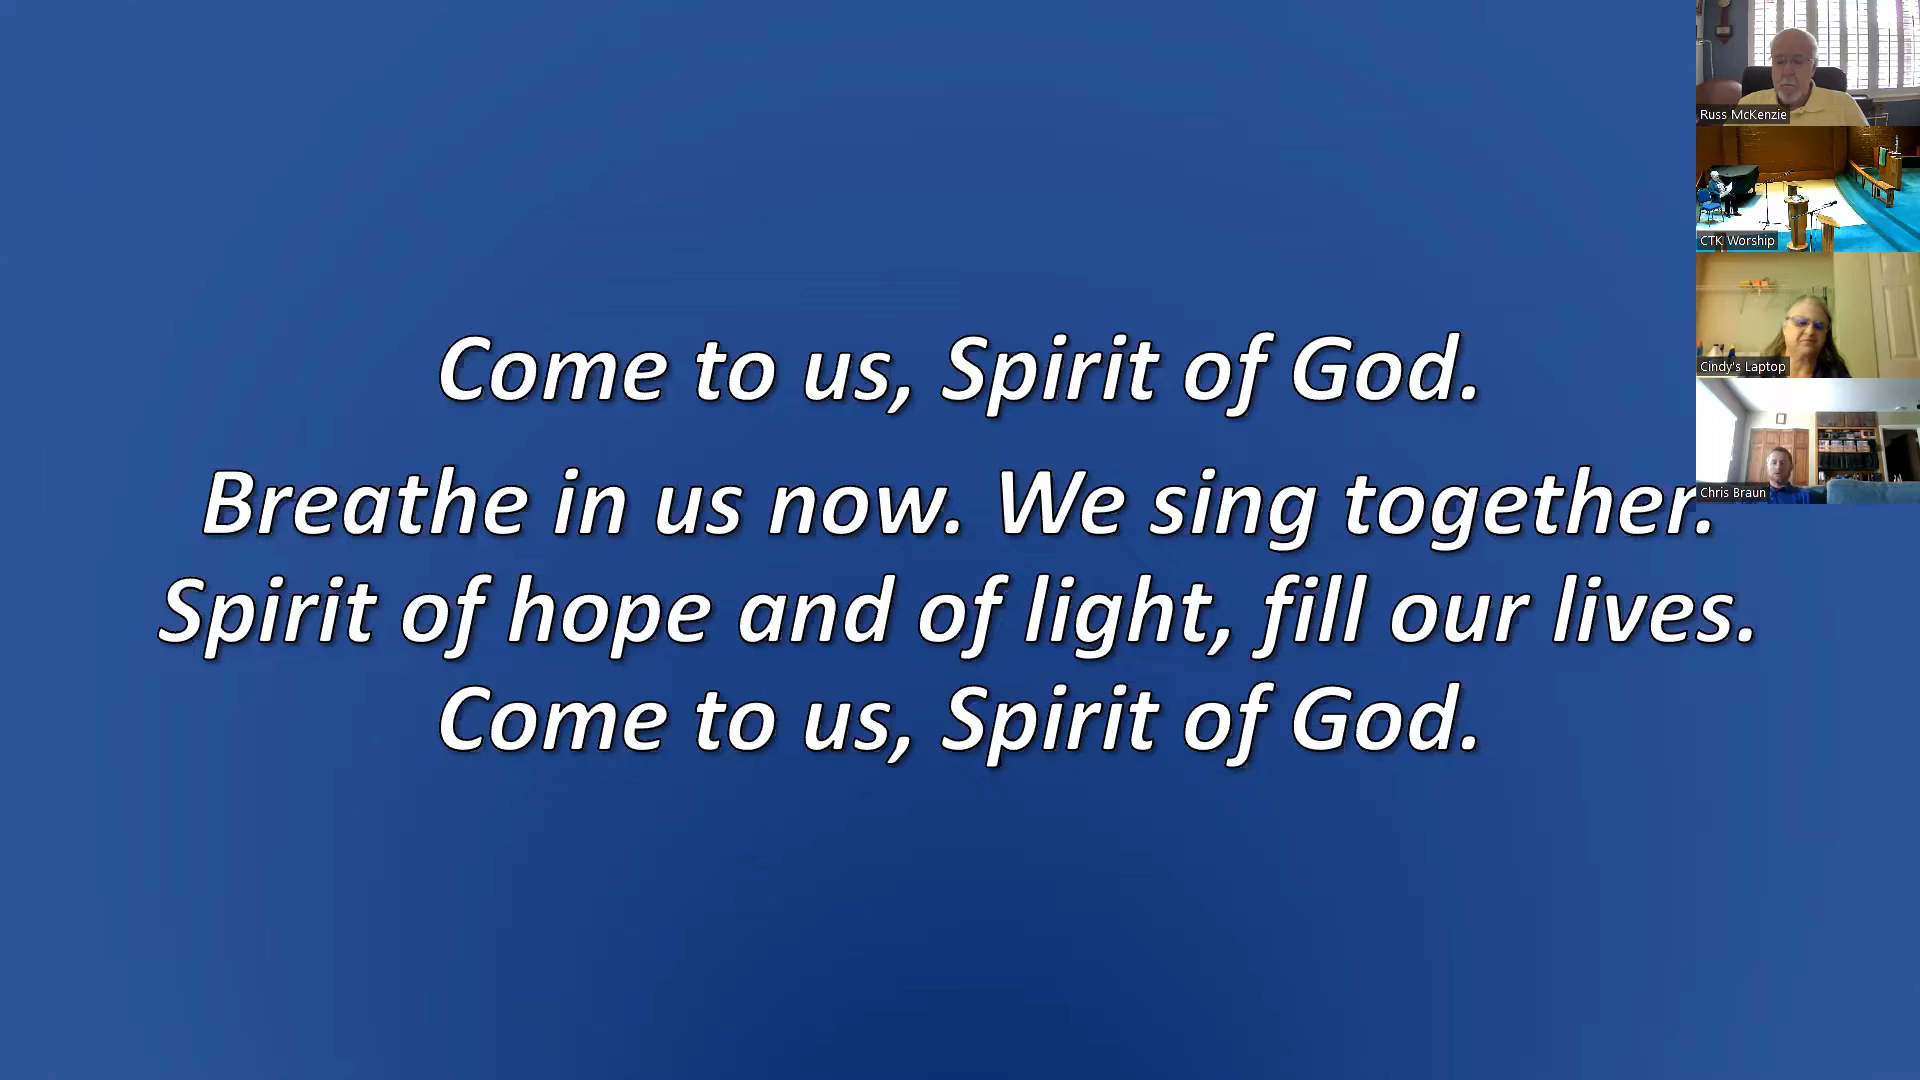 Come to us, Spirit of God.
Breathe in us now. We sing together.
Spirit of hope and of light, fill our lives.
Come to us, Spirit of God.
Russ McKenzie
CTK Worship
Cindy's Laptop
Chris Braun